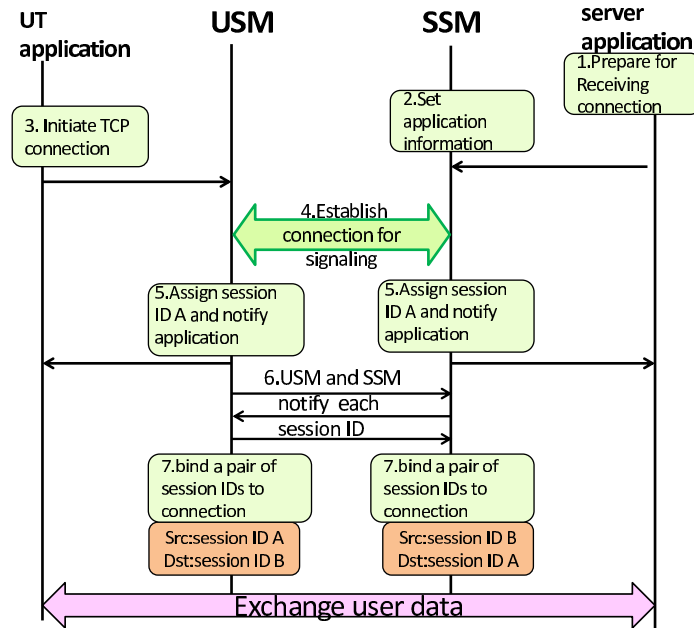 UT
application
USM
SSM
server
application
1.Prepare for
Receiving
connection
2.Set
application
information
3. Initiate TCP
connection
4.Establish
connection for
signaling
5.Assign session
ID A and notify
application
5.Assign session
ID A and notify
application
6.USM and SSM
notify each
session ID
7.bind a pair of
session IDs to
connection
7.bind a pair of
session IDs to
connection
Src:session ID A
Dst:session ID B
Src:session ID B
Dst:session ID A
Exchange user data